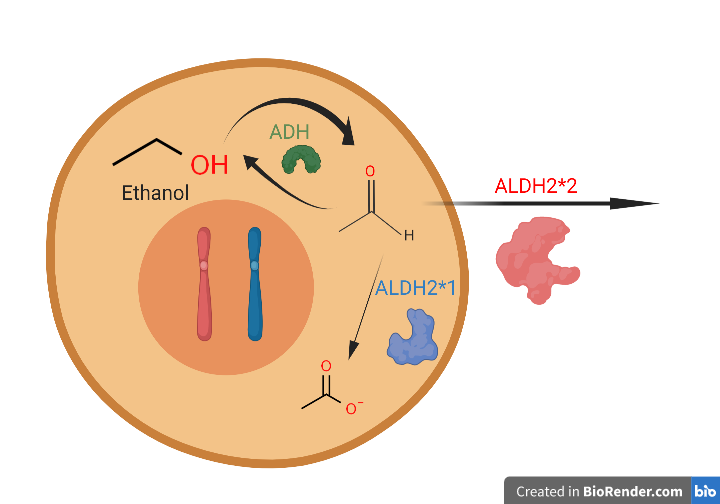 ADH
OH
Ethanol
O
H
ALDH2*2
ALDH2*1
O
O⁻
Created in BioRender.com bio